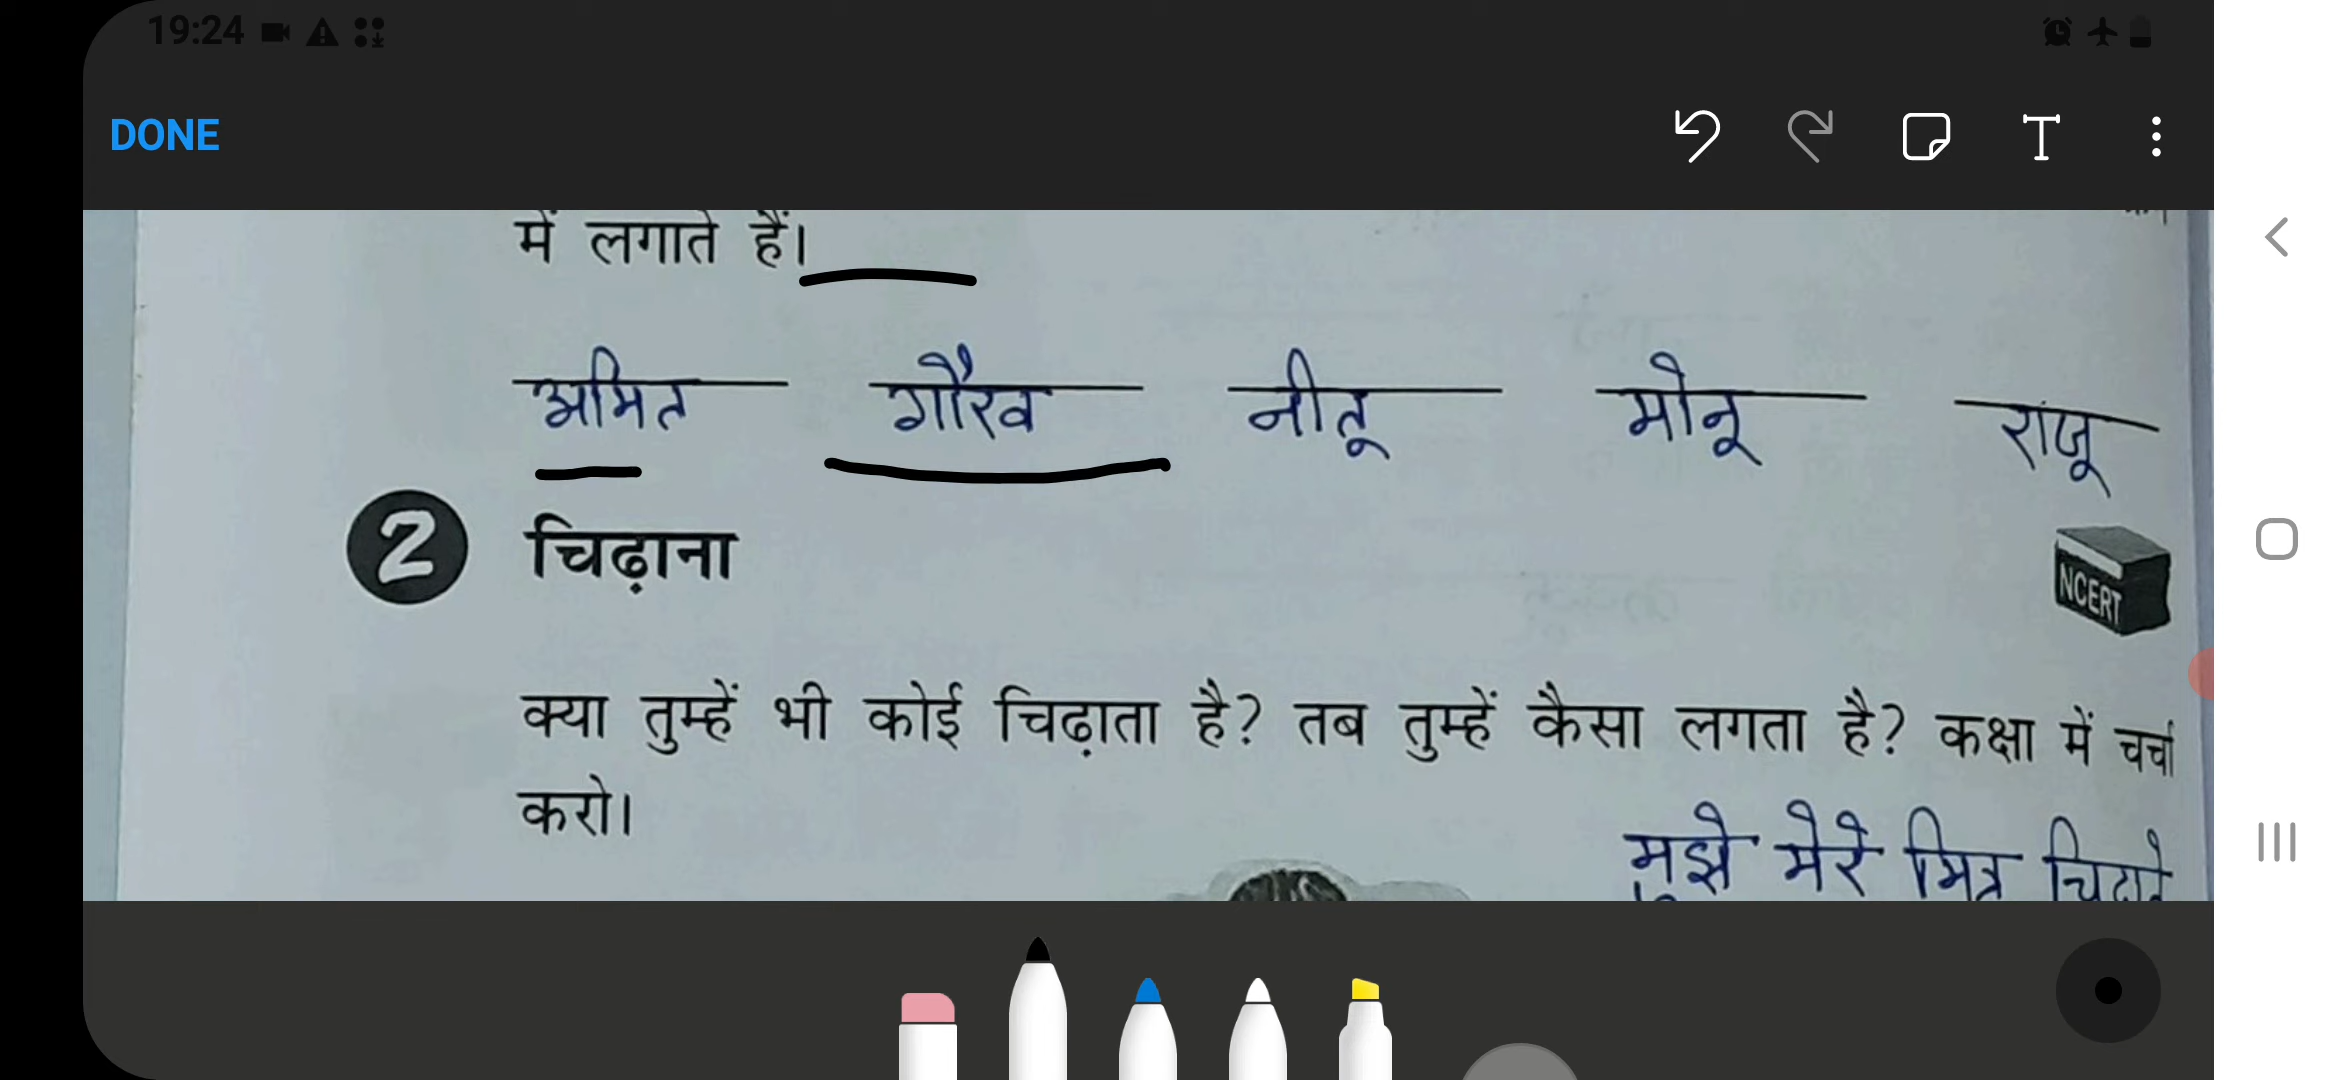 19:24
DONE
में लगाते हैं।
अमित गौरव नीतू मोनू राजू
2 चिढ़ाना
NCERT
क्या तुम्हें भी कोई चिढ़ाता है? तब तुम्हें कैसा लगता है? कक्षा में चर्चा
करो।
मुझे मेरे मित्र चिढाते